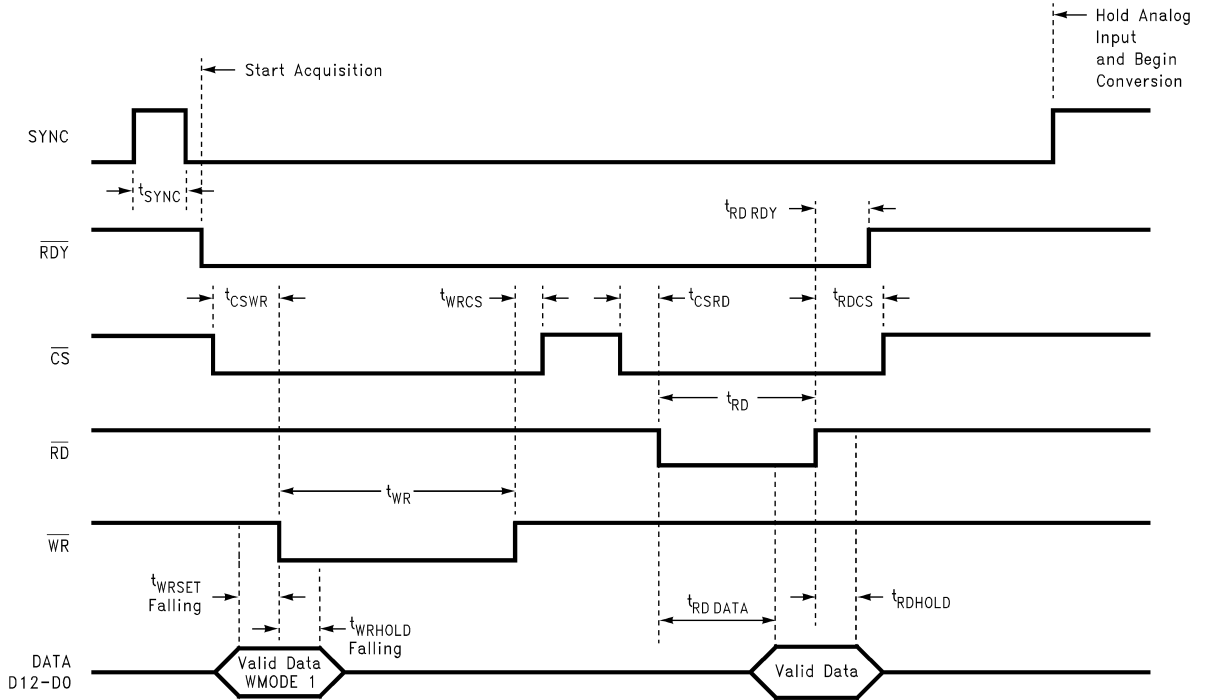 Hold Analog
Input
and Begin
Conversion
Start Acquisition
SYNC
tSYNC
tRD RDY
RDY
tCSWR
tWRCS
tCSRD
tRDCS
CS
tRD
RD
tWR
WR
tWRSET
Falling
tWRHOLD
Falling
tRD DATA
tRDHOLD
DATA
D12-D0
Valid Data
WMODE 1
Valid Data